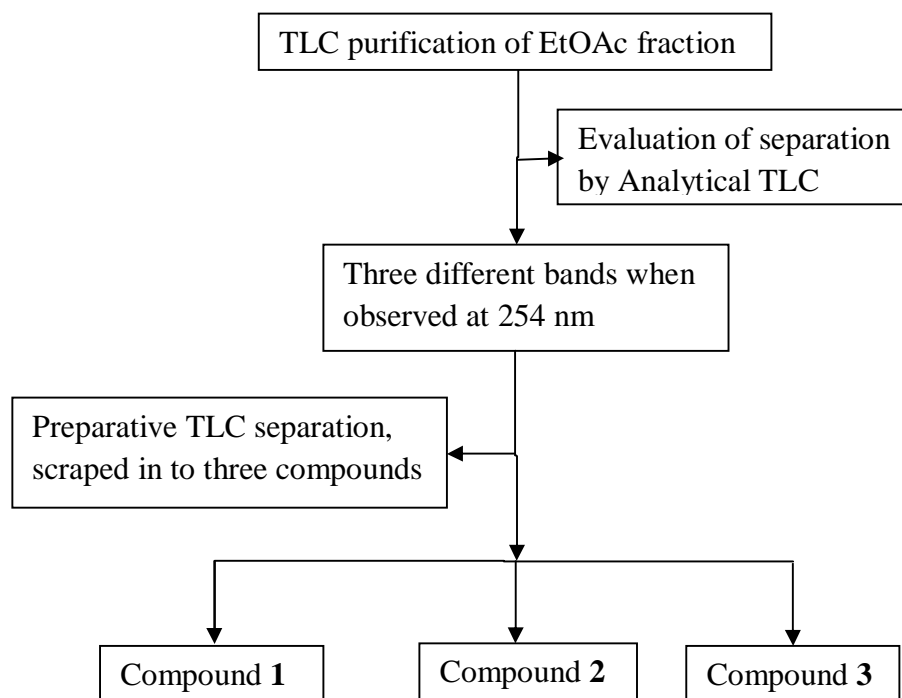 TLC purification of EtOAc fraction
Evaluation of separation
by Analytical TLC
Three different bands when
observed at 254 nm
Preparative TLC separation,
scraped in to three compounds
Compound 1
Compound 2
Compound 3